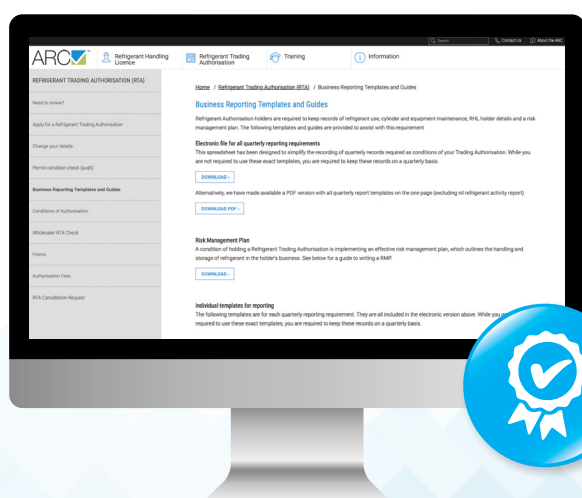 Search
Contact Us
About the ARC
ARC
Refrigerant Handling
Licence
Refrigerant Trading
Authorisation
Training
Information
REFRIGERANT TRADING AUTHORISATION (RTA)
Need to renew?
Apply for a Refrigerant Trading Authorisation
Change your details
Permit condition check (audit)
Business Reporting Templates and Guides
Conditions of Authorisation
Wholesaler RTA Check
Forms
Authorisation Fees
RTA Cancellation Request
Home / Refrigerant Trading Authorisation (RTA) / Business Reporting Templates and Guides
Business Reporting Templates and Guides
Refrigerant Authorisation holders are required to keep records of refrigerant use, cylinder and equipment maintenance, RHL holder details and a risk
management plan. The following templates and guides are provided to assist with this requirement
Electronic file for all quarterly reporting requirements
This spreadsheet has been designed to simplify the recording of quarterly records required as conditions of your Trading Authorisation. While you
are not required to use these exact templates, you are required to keep these records on a quarterly basis.
DOWNLOAD ›
Alternatively, we have made available a PDF version with all quarterly report templates on the one page (excluding nil refrigerant activity report)
DOWNLOAD PDF ›
Risk Management Plan
A condition of holding a Refrigerant Trading Authorisation is implementing an effective risk management plan, which outlines the handling and
storage of refrigerant in the holder's business. See below for a guide to writing a RMP.
DOWNLOAD ›
Individual templates for reporting
The following templates are for each quarterly reporting requirement. They are all included in the electronic version above. While you
required to use these exact templates, you are required to keep these records on a quarterly basis.